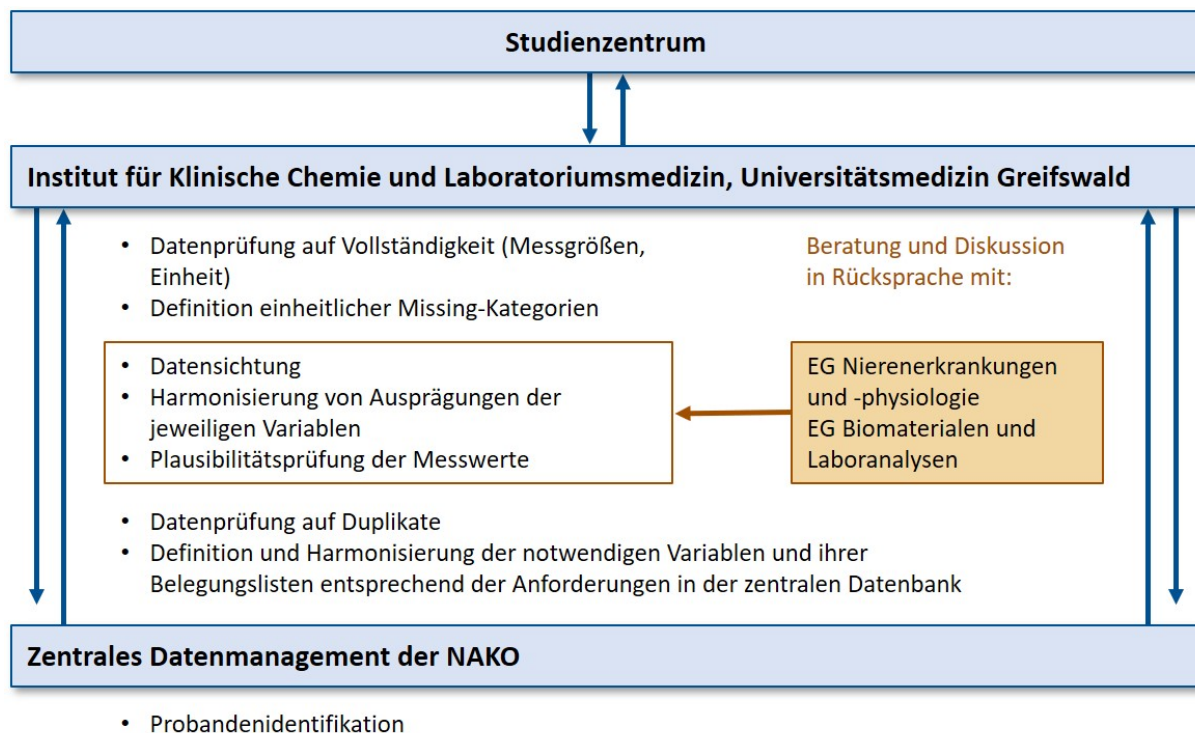 Studienzentrum
Institut für Klinische Chemie und Laboratoriumsmedizin, Universitätsmedizin Greifswald
• Datenprüfung auf Vollständigkeit (Messgrößen,
Einheit)
• Definition einheitlicher Missing-Kategorien
Beratung und Diskussion
in Rücksprache mit:
• Datensichtung
• Harmonisierung von Ausprägungen der
jeweiligen Variablen
• Plausibilitätsprüfung der Messwerte
EG Nierenerkrankungen
und -physiologie
EG Biomaterialen und
Laboranalysen
• Datenprüfung auf Duplikate
• Definition und Harmonisierung der notwendigen Variablen und ihrer
Belegungslisten entsprechend der Anforderungen in der zentralen Datenbank
Zentrales Datenmanagement der NAKO
• Probandenidentifikation